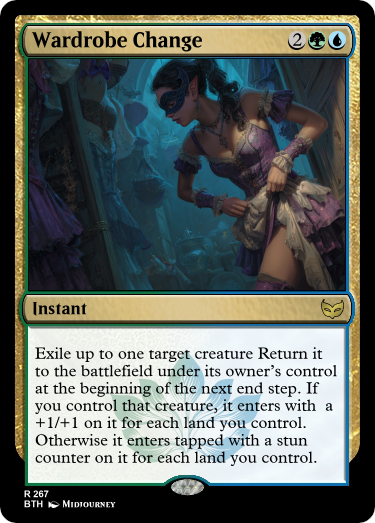 Wardrobe Change 2
Instant
Exile up to one target creature Return it
to the battlefield under its owner's control
at the beginning of the next end step. If
you control that creature, it enters with a
+1/+1 on it for each land you control.
Otherwise it enters tapped with a stun
counter on it for each land you control.
R 267
BTH Midjourney